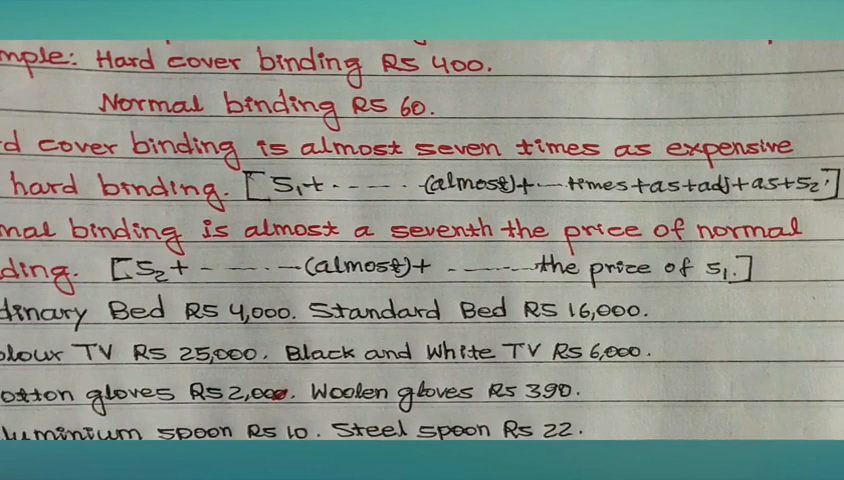 mple: Hard cover binding RS 400.
Normal binding RS 60.
d cover binding is almost seven times as expensive
hard binding. [S₁+ ------ (almost)+---times+as+adj+as+S₂.]
mal binding is almost a seventh the price of normal
ding. [S₂+ -------(almost)+ -------the price of S₁.]
dinary Bed RS 4,000. Standard Bed RS 16,000.
olour TV RS 25,000. Black and White TV RS 6,000.
otton gloves RS 2,000. Woolen gloves RS 390.
luminium spoon RS 10. Steel spoon RS 22.